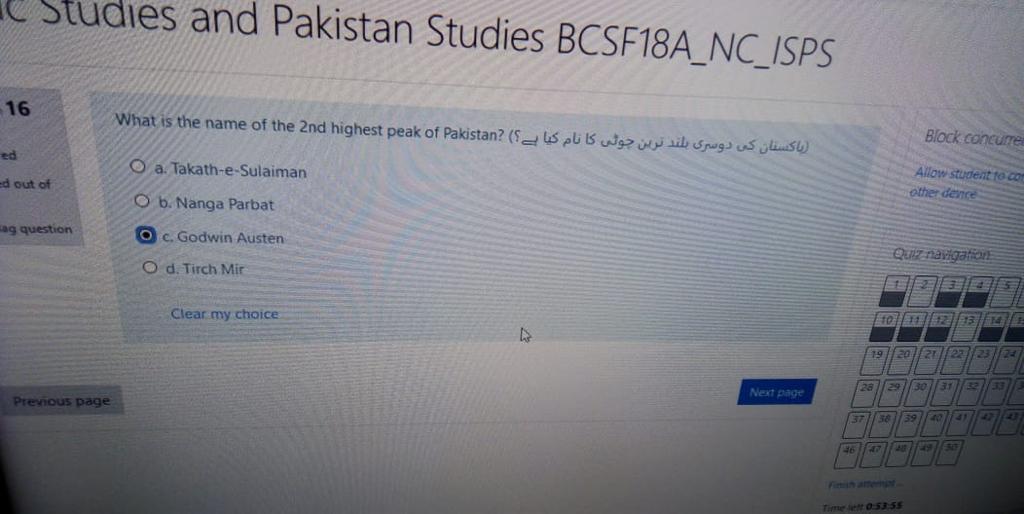 Studies and Pakistan Studies BCSF18A_NC_ISPS
16
ed
ed out of
ag question
What is the name of the 2nd highest peak of Pakistan? (پاکستان کی دوسری بلند ترین چوٹی کا نام کیا ہے؟)
a. Takath-e-Sulaiman
b. Nanga Parbat
c. Godwin Austen
d. Tirch Mir
Clear my choice
Previous page
Next page
Block concurre
Allow student to co
other device
Quiz navigation
1 2 3 4 5
10 11 12 13 14
19 20 21 22 23 24
28 29 30 31 32 33
37 38 39 40 41 42 43
46 47 48 49 50
Finish attempt ...
Time left 0:53:55